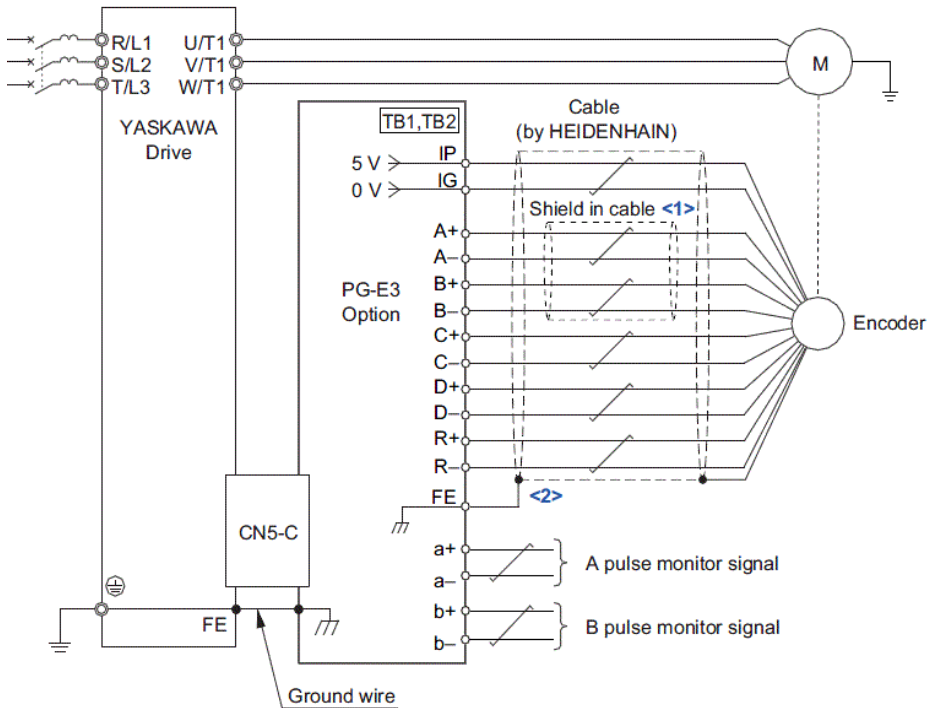 R/L1
U/T1
S/L2
V/T1
T/L3
W/T1
M
YASKAWA
Drive
TB1,TB2
Cable
(by HEIDENHAIN)
5 V
IP
0 V
IG
Shield in cable <1>
A+
A–
B+
B–
PG-E3
Option
C+
C–
D+
D–
R+
R–
Encoder
FE
<2>
CN5-C
a+
a–
A pulse monitor signal
b+
b–
B pulse monitor signal
FE
Ground wire